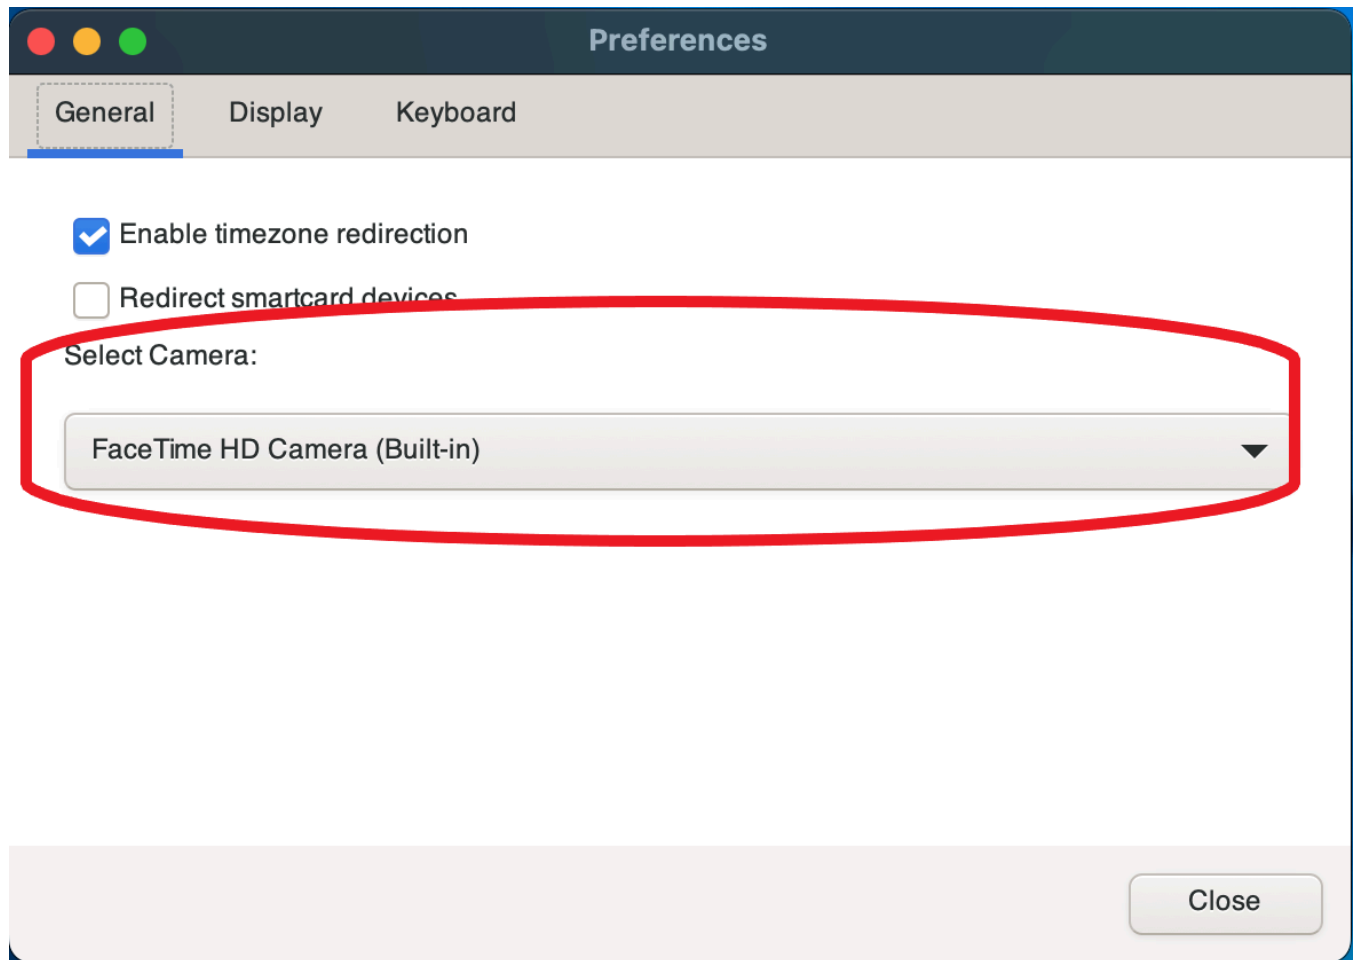 Preferences
General Display Keyboard
Enable timezone redirection
Redirect smartcard devices
Select Camera:
FaceTime HD Camera (Built-in)
Close